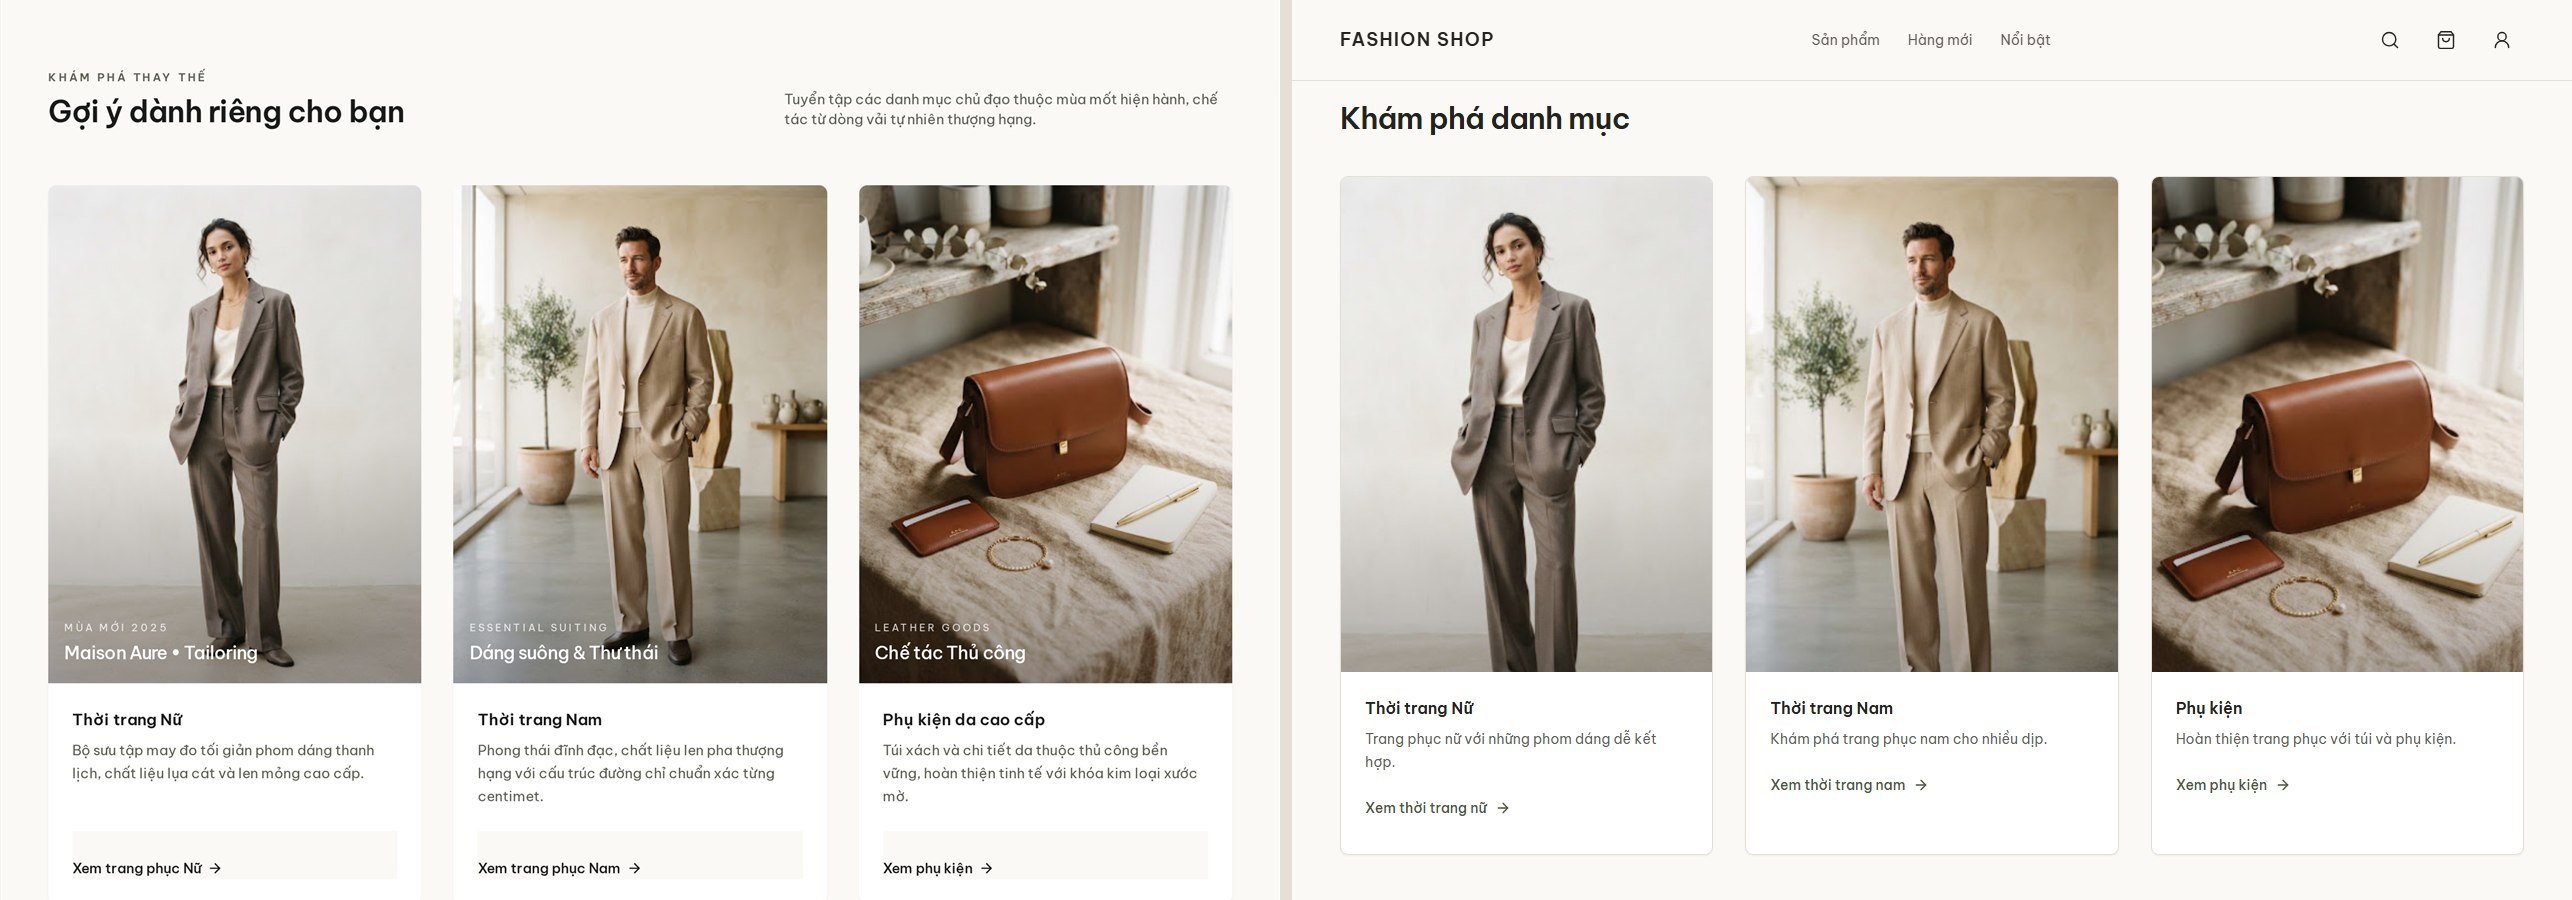 KHÁM PHÁ THAY THẾ
Gợi ý dành riêng cho bạn
Tuyển tập các danh mục chủ đạo thuộc mùa mốt hiện hành, chế
tác từ dòng vải tự nhiên thượng hạng.
MÙA MỚI 2025
Maison Aure • Tailoring
Thời trang Nữ
Bộ sưu tập may đo tối giản phom dáng thanh
lịch, chất liệu lụa cát và len mỏng cao cấp.
Xem trang phục Nữ →
ESSENTIAL SUITING
Dáng suông & Thư thái
Thời trang Nam
Phong thái đĩnh đạc, chất liệu len pha thượng
hạng với cấu trúc đường chỉ chuẩn xác từng
centimet.
Xem trang phục Nam →
LEATHER GOODS
Chế tác Thủ công
Phụ kiện da cao cấp
Túi xách và chi tiết da thuộc thủ công bền
vững, hoàn thiện tinh tế với khóa kim loại xước
mờ.
Xem phụ kiện →
FASHION SHOP
Sản phẩm
Hàng mới
Nổi bật
Khám phá danh mục
Thời trang Nữ
Trang phục nữ với những phom dáng dễ kết
hợp.
Xem thời trang nữ →
Thời trang Nam
Khám phá trang phục nam cho nhiều dịp.
Xem thời trang nam →
Phụ kiện
Hoàn thiện trang phục với túi và phụ kiện.
Xem phụ kiện →